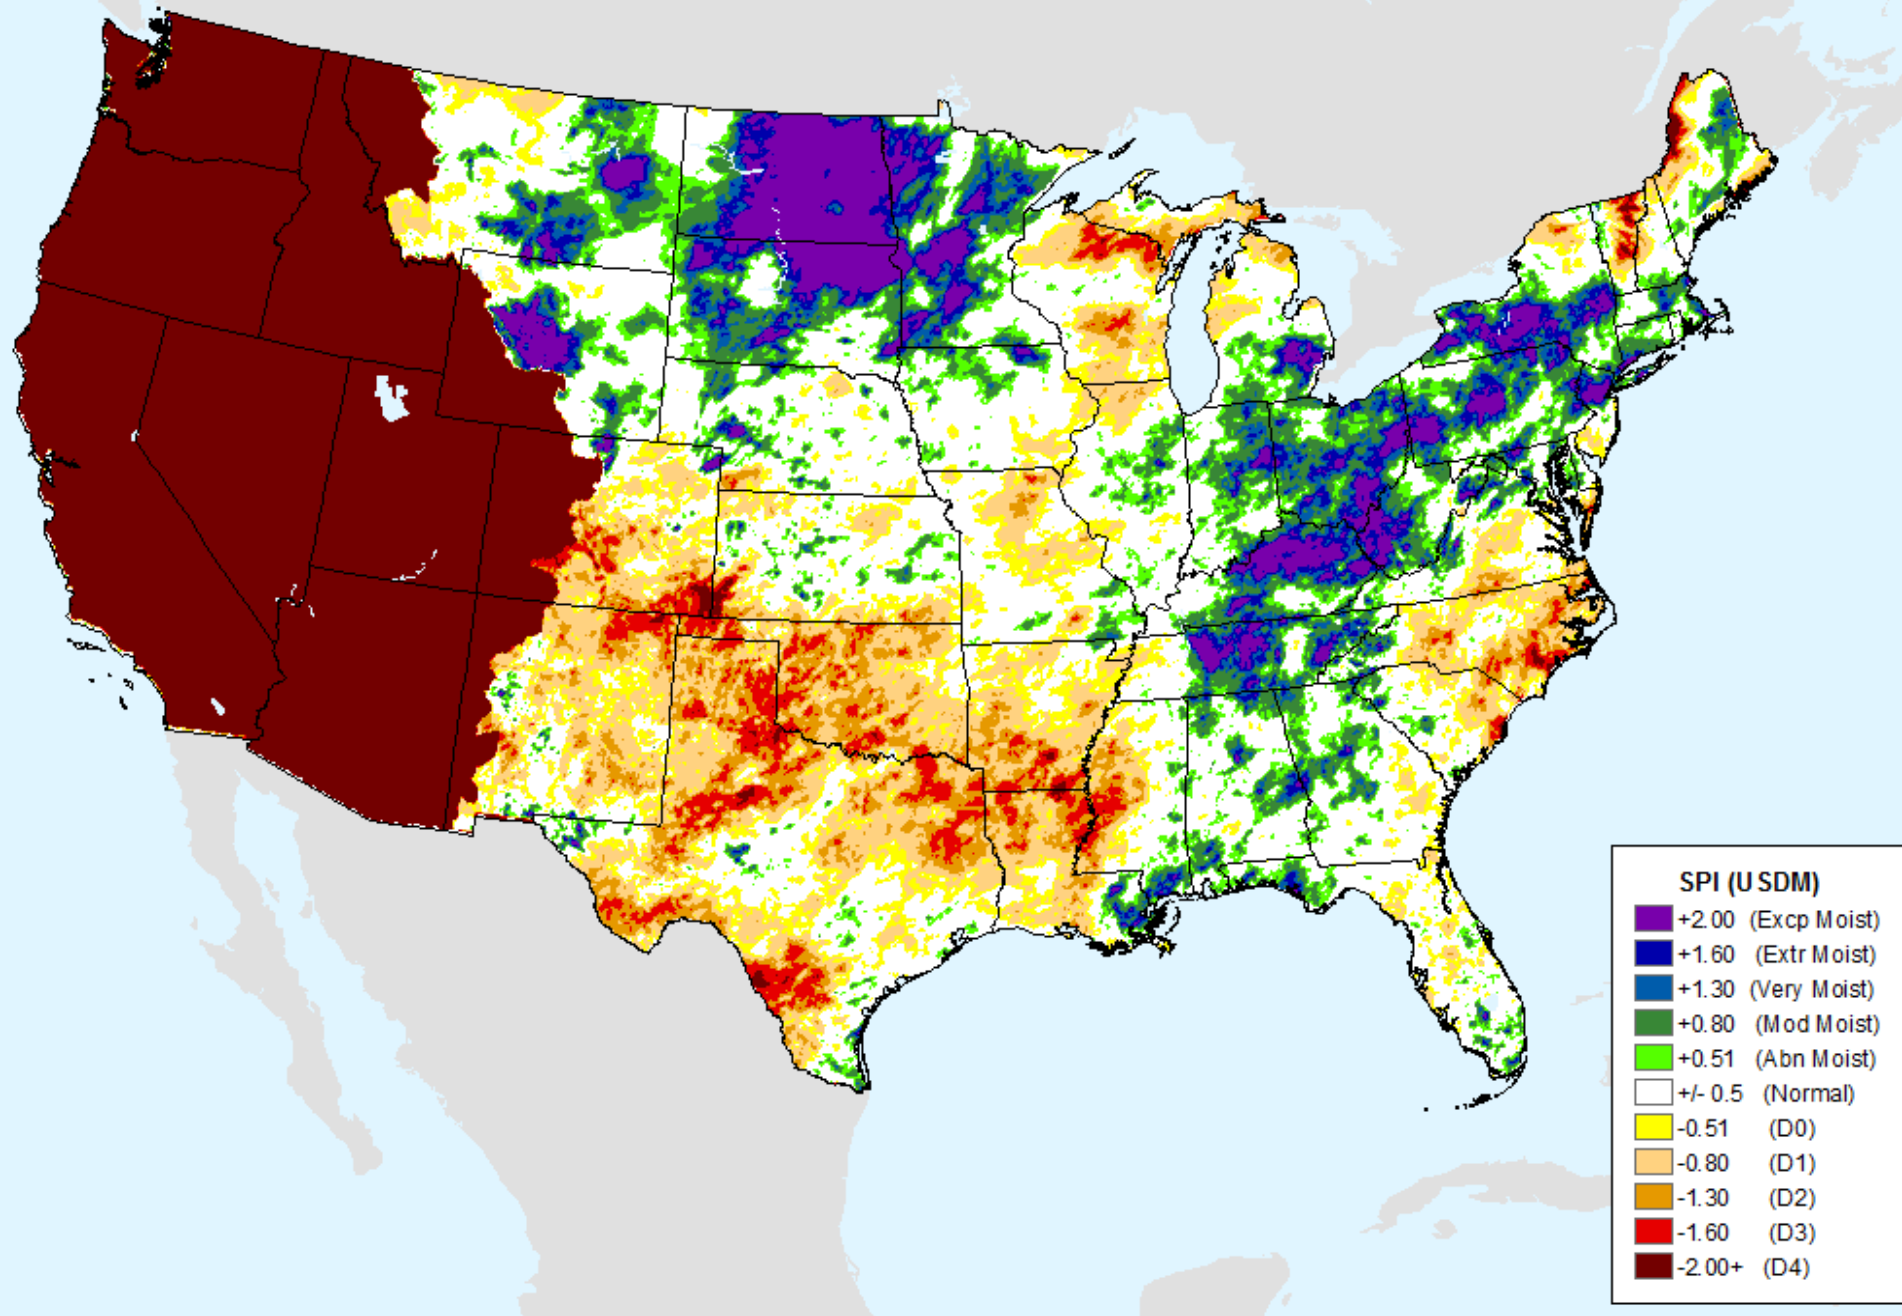 SPI (USDM)
+2.00 (Excp Moist)
+1.60 (Extr Moist)
+1.30 (Very Moist)
+0.80 (Mod Moist)
+0.51 (Abn Moist)
+/- 0.5 (Normal)
-0.51 (D0)
-0.80 (D1)
-1.30 (D2)
-1.60 (D3)
-2.00+ (D4)